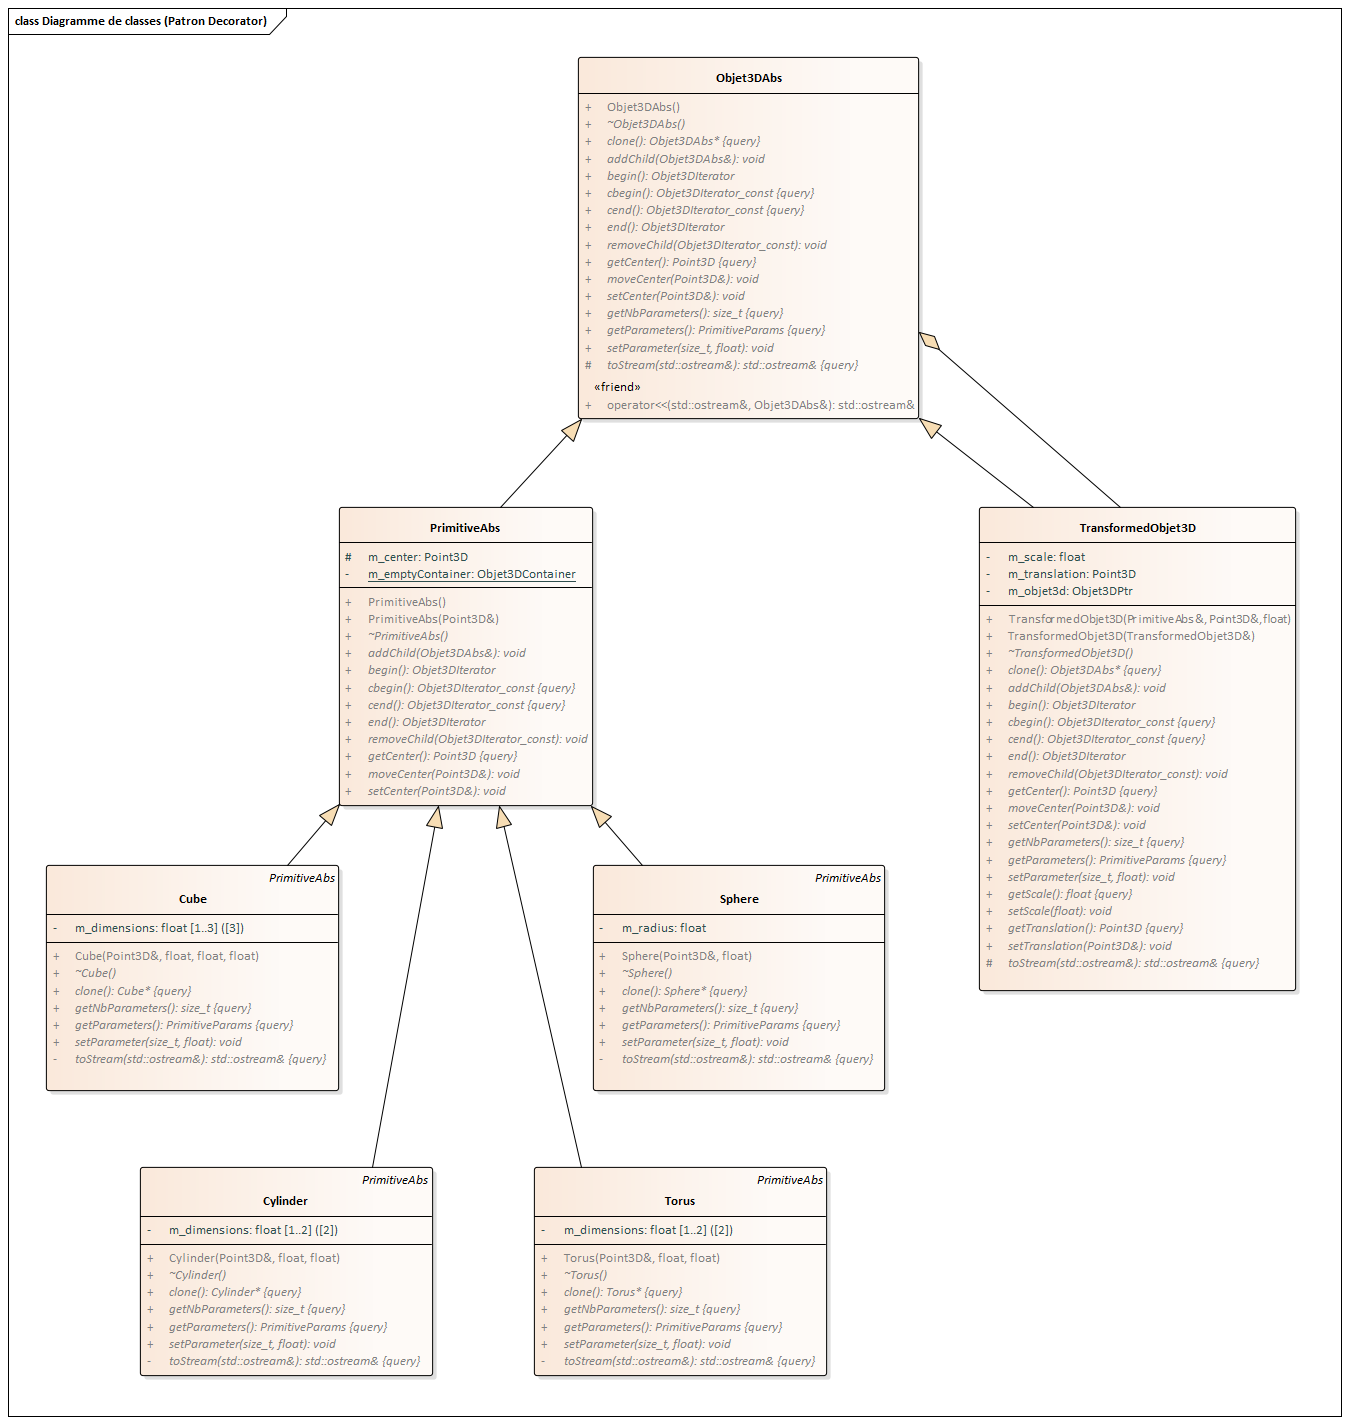 class Diagramme de classes (Patron Decorator)
Objet3DAbs
+ Objet3DAbs()
+ ~Objet3DAbs()
+ clone(): Objet3DAbs* {query}
+ addChild(Objet3DAbs&): void
+ begin(): Objet3DIterator
+ cbegin(): Objet3DIterator_const {query}
+ cend(): Objet3DIterator_const {query}
+ end(): Objet3DIterator
+ removeChild(Objet3DIterator_const): void
+ getCenter(): Point3D {query}
+ moveCenter(Point3D&): void
+ setCenter(Point3D&): void
+ getNbParameters(): size_t {query}
+ getParameters(): PrimitiveParams {query}
+ setParameter(size_t, float): void
# toStream(std::ostream&): std::ostream& {query}
«friend»
+ operator<<(std::ostream&, Objet3DAbs&): std::ostream&
PrimitiveAbs
# m_center: Point3D
- m_emptyContainer: Objet3DContainer
+ PrimitiveAbs()
+ PrimitiveAbs(Point3D&)
+ ~PrimitiveAbs()
+ addChild(Objet3DAbs&): void
+ begin(): Objet3DIterator
+ cbegin(): Objet3DIterator_const {query}
+ cend(): Objet3DIterator_const {query}
+ end(): Objet3DIterator
+ removeChild(Objet3DIterator_const): void
+ getCenter(): Point3D {query}
+ moveCenter(Point3D&): void
+ setCenter(Point3D&): void
TransformedObjet3D
- m_scale: float
- m_translation: Point3D
- m_objet3d: Objet3DPtr
+ TransformedObjet3D(PrimitiveAbs&, Point3D&,float)
+ TransformedObjet3D(TransformedObjet3D&)
+ ~TransformedObjet3D()
+ clone(): Objet3DAbs* {query}
+ addChild(Objet3DAbs&): void
+ begin(): Objet3DIterator
+ cbegin(): Objet3DIterator_const {query}
+ cend(): Objet3DIterator_const {query}
+ end(): Objet3DIterator
+ removeChild(Objet3DIterator_const): void
+ getCenter(): Point3D {query}
+ moveCenter(Point3D&): void
+ setCenter(Point3D&): void
+ getNbParameters(): size_t {query}
+ getParameters(): PrimitiveParams {query}
+ setParameter(size_t, float): void
+ getScale(): float {query}
+ setScale(float): void
+ getTranslation(): Point3D {query}
+ setTranslation(Point3D&): void
# toStream(std::ostream&): std::ostream& {query}
PrimitiveAbs
Cube
- m_dimensions: float [1..3] ([3])
+ Cube(Point3D&, float, float, float)
+ ~Cube()
+ clone(): Cube* {query}
+ getNbParameters(): size_t {query}
+ getParameters(): PrimitiveParams {query}
+ setParameter(size_t, float): void
- toStream(std::ostream&): std::ostream& {query}
PrimitiveAbs
Sphere
- m_radius: float
+ Sphere(Point3D&, float)
+ ~Sphere()
+ clone(): Sphere* {query}
+ getNbParameters(): size_t {query}
+ getParameters(): PrimitiveParams {query}
+ setParameter(size_t, float): void
- toStream(std::ostream&): std::ostream& {query}
PrimitiveAbs
Cylinder
- m_dimensions: float [1..2] ([2])
+ Cylinder(Point3D&, float, float)
+ ~Cylinder()
+ clone(): Cylinder* {query}
+ getNbParameters(): size_t {query}
+ getParameters(): PrimitiveParams {query}
+ setParameter(size_t, float): void
- toStream(std::ostream&): std::ostream& {query}
PrimitiveAbs
Torus
- m_dimensions: float [1..2] ([2])
+ Torus(Point3D&, float, float)
+ ~Torus()
+ clone(): Torus* {query}
+ getNbParameters(): size_t {query}
+ getParameters(): PrimitiveParams {query}
+ setParameter(size_t, float): void
- toStream(std::ostream&): std::ostream& {query}